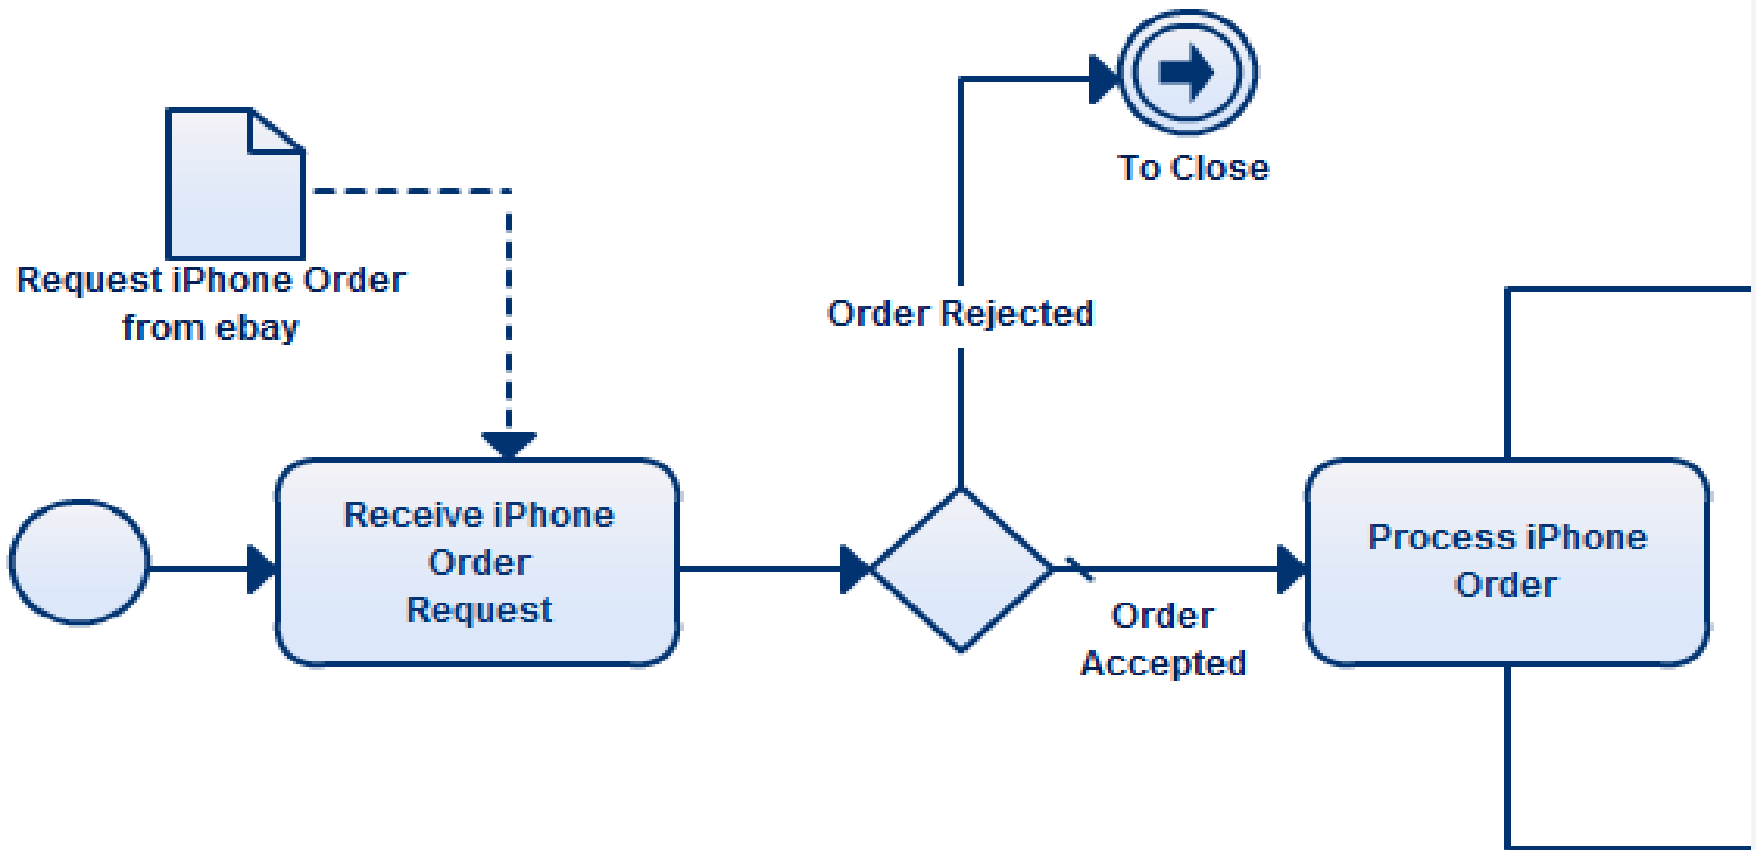 To Close
Request iPhone Order
from ebay
Order Rejected
Receive iPhone
Order
Request
Order
Accepted
Process iPhone
Order